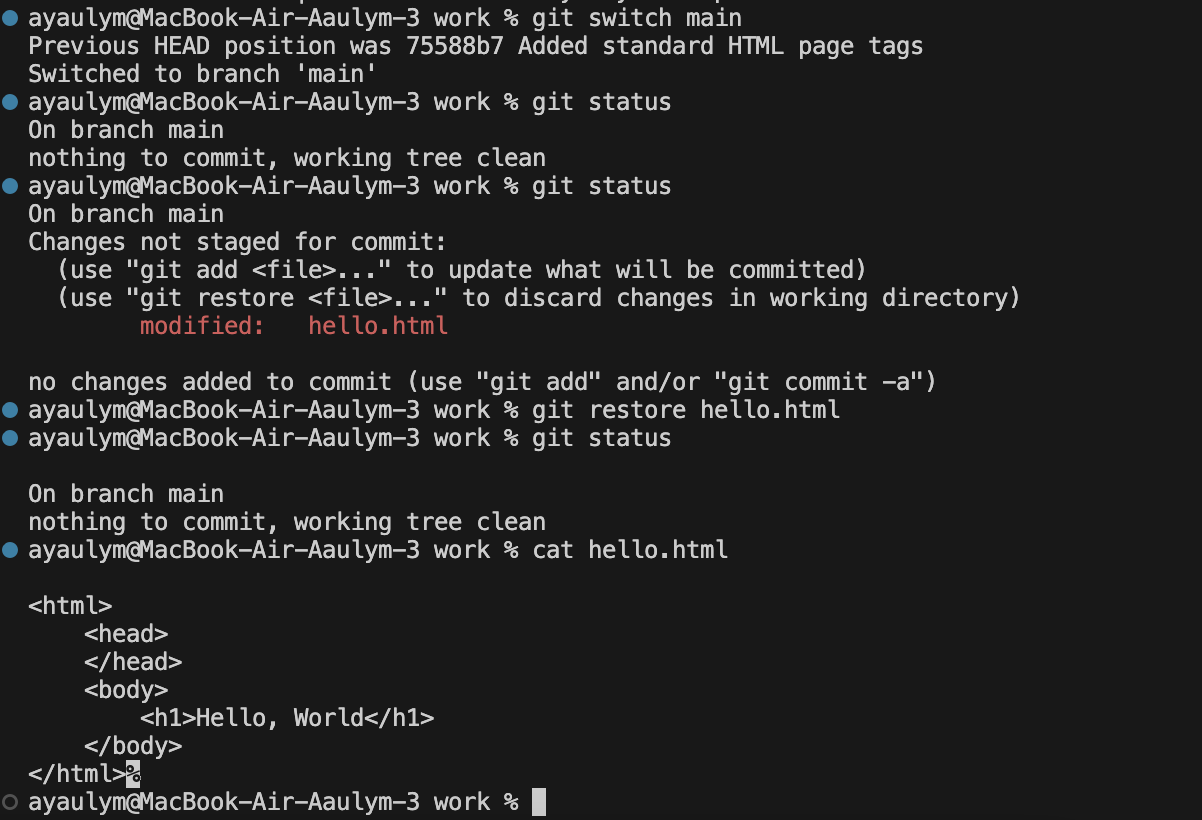 ayaulym@MacBook-Air-Aaulym-3 work % git switch main
Previous HEAD position was 75588b7 Added standard HTML page tags
Switched to branch 'main'
ayaulym@MacBook-Air-Aaulym-3 work % git status
On branch main
nothing to commit, working tree clean
ayaulym@MacBook-Air-Aaulym-3 work % git status
On branch main
Changes not staged for commit:
  (use "git add <file>..." to update what will be committed)
  (use "git restore <file>..." to discard changes in working directory)
        modified:   hello.html

no changes added to commit (use "git add" and/or "git commit -a")
ayaulym@MacBook-Air-Aaulym-3 work % git restore hello.html
ayaulym@MacBook-Air-Aaulym-3 work % git status

On branch main
nothing to commit, working tree clean
ayaulym@MacBook-Air-Aaulym-3 work % cat hello.html

<html>
    <head>
    </head>
    <body>
        <h1>Hello, World</h1>
    </body>
</html>%
ayaulym@MacBook-Air-Aaulym-3 work %